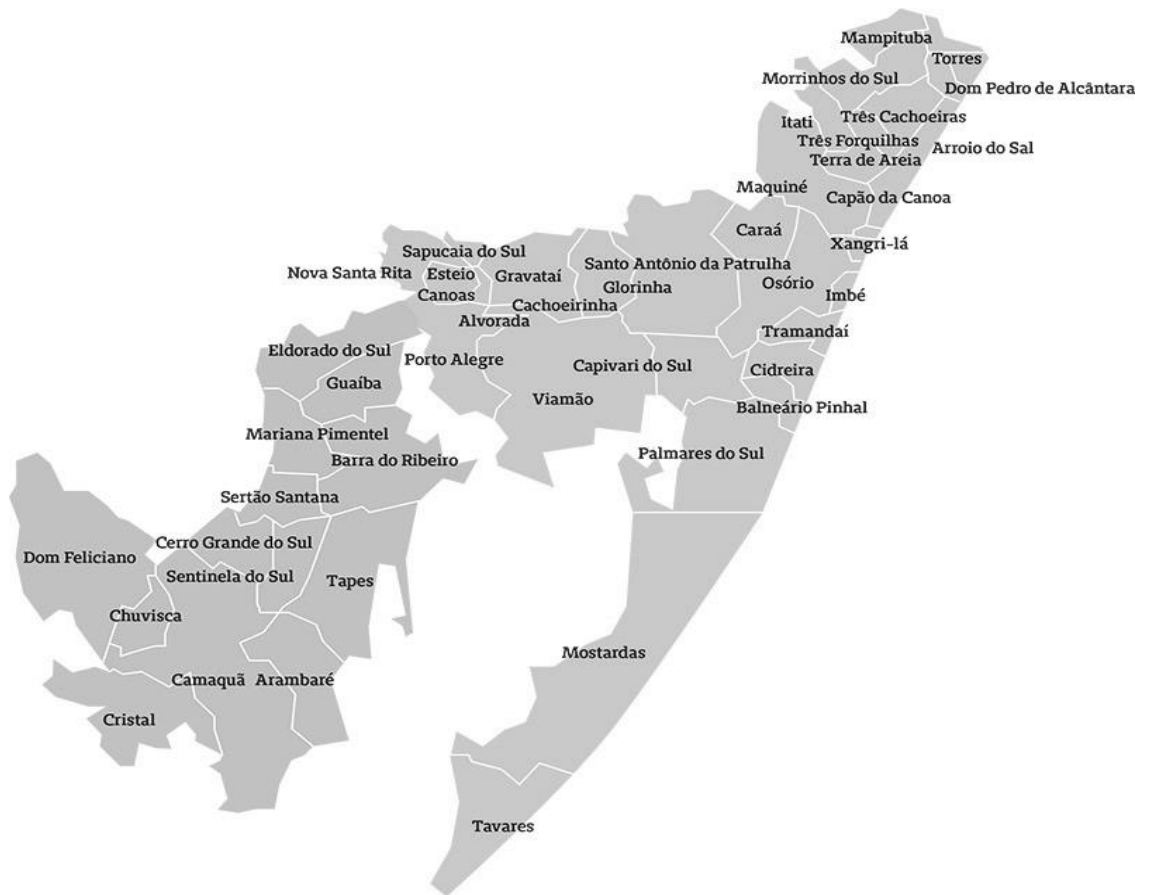 Mampituba
Torres
Morrinhos do Sul
Dom Pedro de Alcântara
Três Cachoeiras
Itati
Três Forquilhas
Arroio do Sal
Terra de Areia
Maquiné
Capão da Canoa
Caraá
Xangri-lá
Sapucaia do Sul
Santo Antônio da Patrulha
Nova Santa Rita
Esteio
Gravataí
Osório
Glorinha
Canoas
Imbé
Cachoeirinha
Alvorada
Tramandaí
Eldorado do Sul
Porto Alegre
Capivari do Sul
Cidreira
Guaíba
Viamão
Balneário Pinhal
Mariana Pimentel
Palmares do Sul
Barra do Ribeiro
Sertão Santana
Cerro Grande do Sul
Dom Feliciano
Sentinela do Sul
Tapes
Chuvisca
Mostardas
Camaquã
Arambaré
Cristal
Tavares